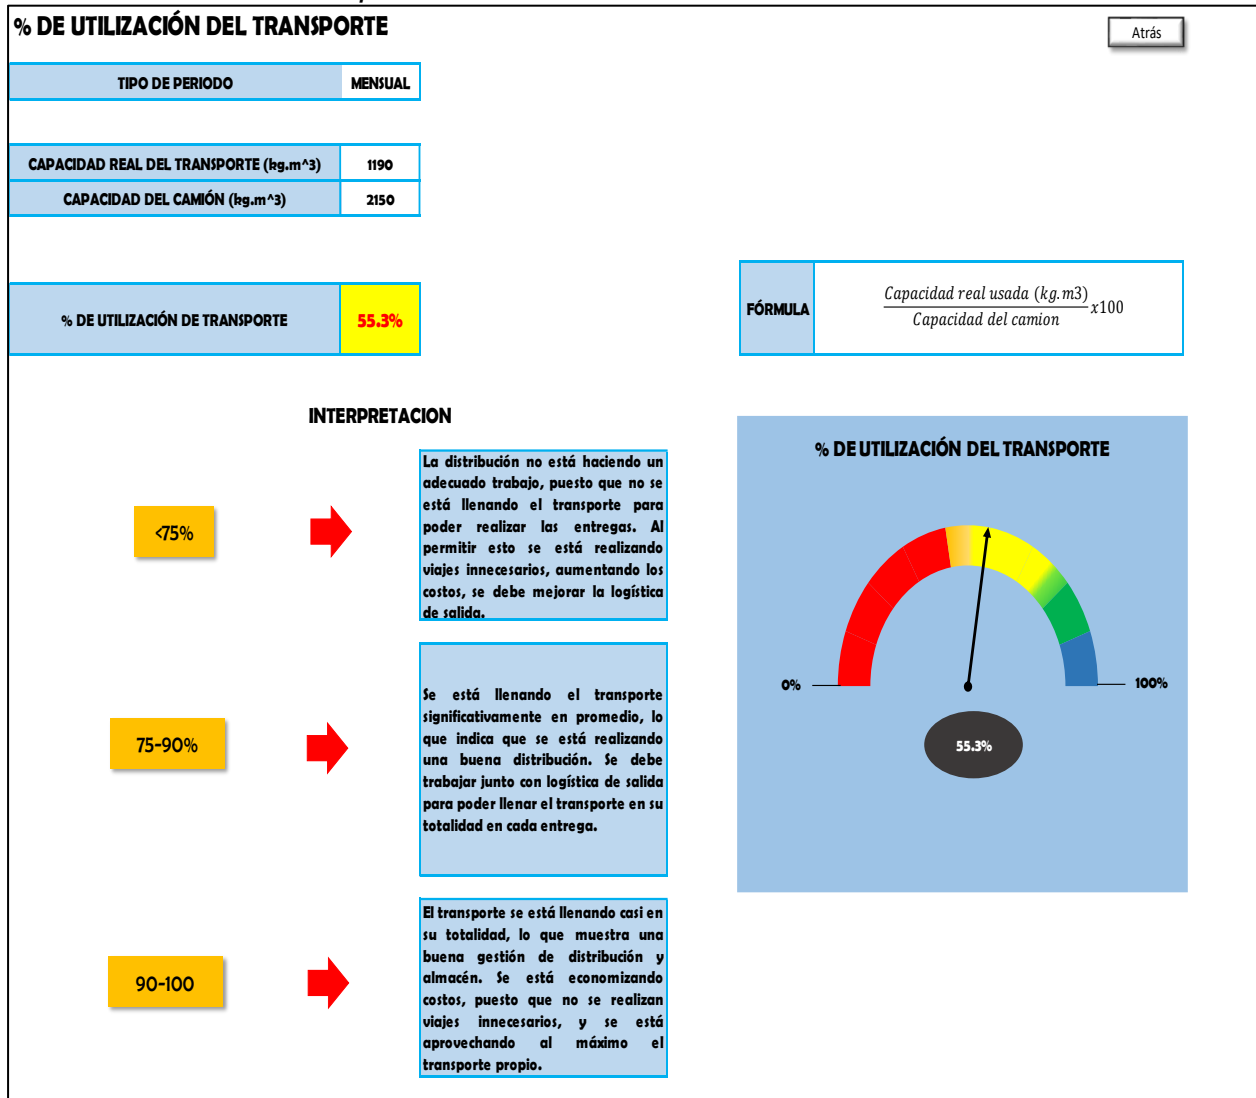 % DE UTILIZACIÓN DEL TRANSPORTE
Atrás
TIPO DE PERIODO MENSUAL
CAPACIDAD REAL DEL TRANSPORTE (kg.m^3) 1190
CAPACIDAD DEL CAMIÓN (kg.m^3) 2150
% DE UTILIZACIÓN DE TRANSPORTE 55.3%
FÓRMULA
Capacidad real usada (kg.m3)
Capacidad del camion
x100
INTERPRETACION
<75%
La distribución no está haciendo un
adecuado trabajo, puesto que no se
está llenando el transporte para
poder realizar las entregas. Al
permitir esto se está realizando
viajes innecesarios, aumentando los
costos, se debe mejorar la logística
de salida.
75-90%
Se está llenando el transporte
significativamente en promedio, lo
que indica que se está realizando
una buena distribución. Se debe
trabajar junto con logística de salida
para poder llenar el transporte en su
totalidad en cada entrega.
90-100
El transporte se está llenando casi en
su totalidad, lo que muestra una
buena gestión de distribución y
almacén. Se está economizando
costos, puesto que no se realizan
viajes innecesarios, y se está
aprovechando al máximo el
transporte propio.
% DE UTILIZACIÓN DEL TRANSPORTE
0%
100%
55.3%